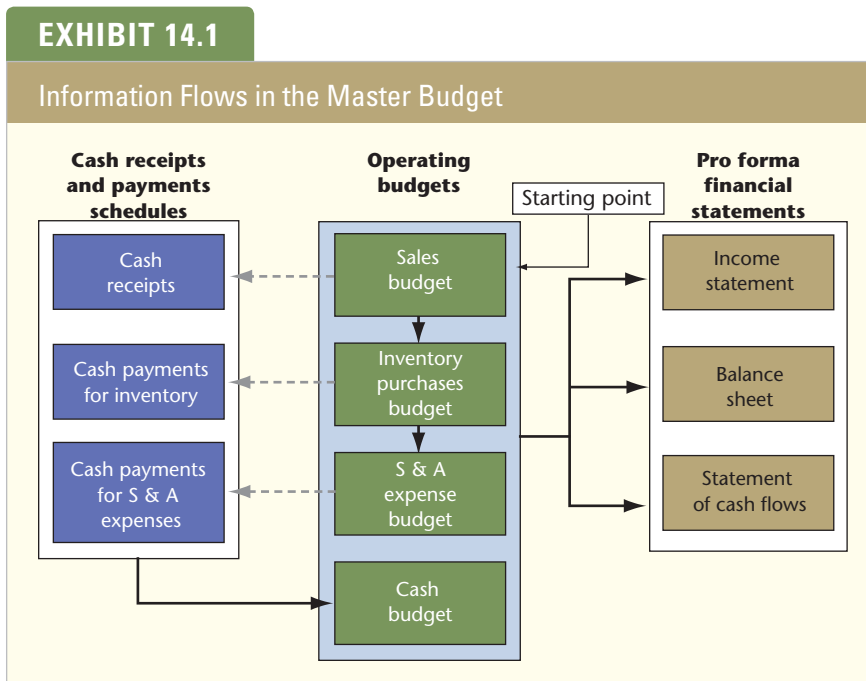 EXHIBIT 14.1
Information Flows in the Master Budget
Cash receipts
and payments
schedules
Cash
receipts
Cash payments
for inventory
Cash payments
for S & A
expenses
Operating
budgets
Starting point
Sales
budget
Inventory
purchases
budget
S & A
expense
budget
Cash
budget
Pro forma
financial
statements
Income
statement
Balance
sheet
Statement
of cash flows